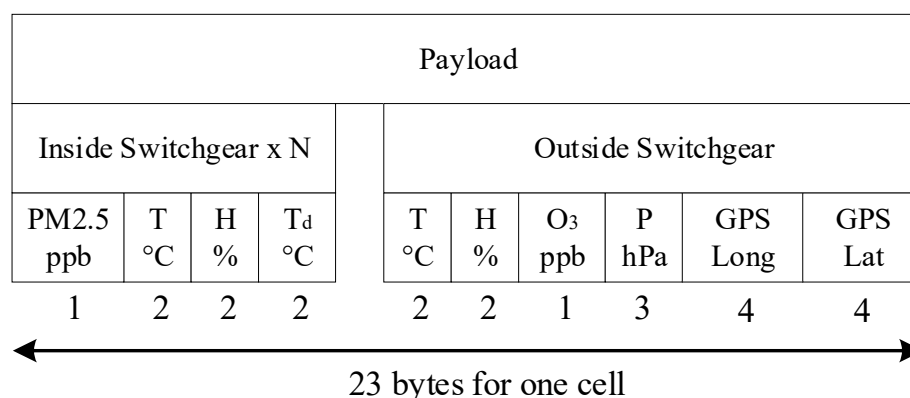 Payload
Inside Switchgear x N Outside Switchgear
PM2.5 T H Td T H O3 P GPS GPS
ppb °C % °C °C % ppb hPa Long Lat
1 2 2 2 2 2 1 3 4 4
23 bytes for one cell